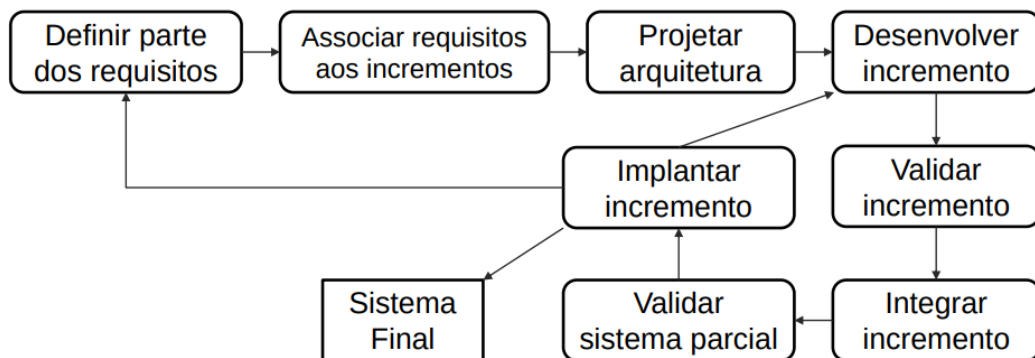 Definir parte
dos requisitos
Associar requisitos
aos incrementos
Projetar
arquitetura
Desenvolver
incremento
Implantar
incremento
Validar
incremento
Sistema
Final
Validar
sistema parcial
Integrar
incremento